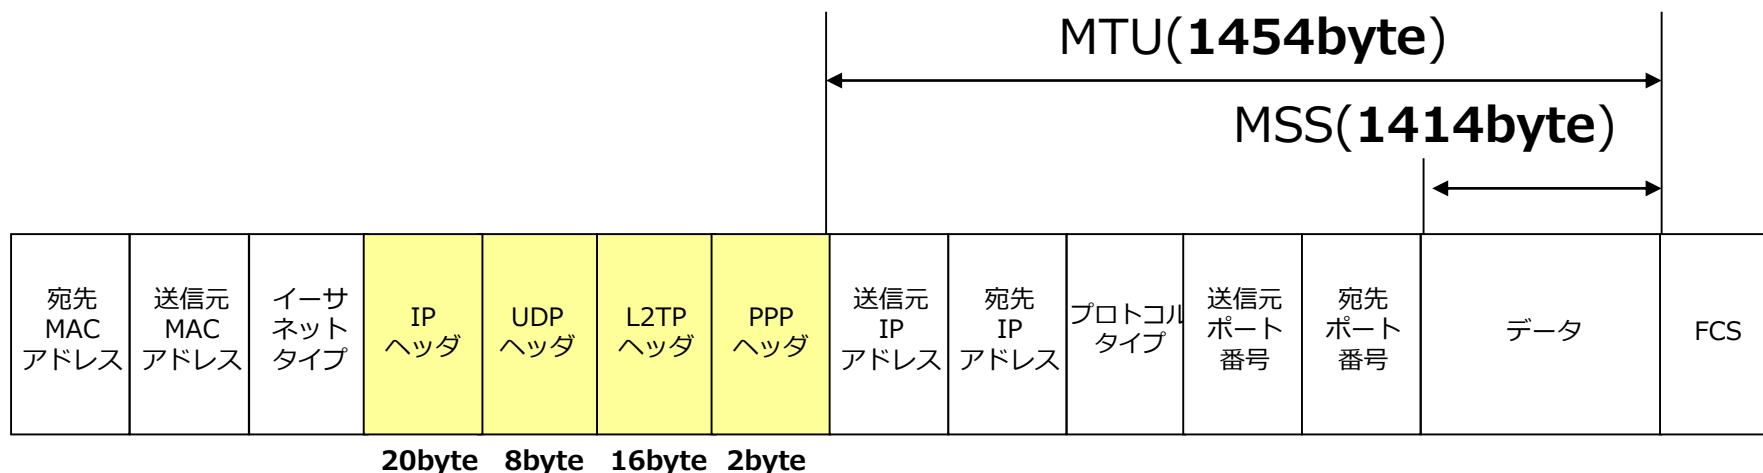 MTU(1454byte)
MSS(1414byte)
宛先
MAC
アドレス
送信元
MAC
アドレス
イーサ
ネット
タイプ
IP
ヘッダ
UDP
ヘッダ
L2TP
ヘッダ
PPP
ヘッダ
送信元
IP
アドレス
宛先
IP
アドレス
プロトコル
タイプ
送信元
ポート
番号
宛先
ポート
番号
データ
FCS
20byte 8byte 16byte 2byte